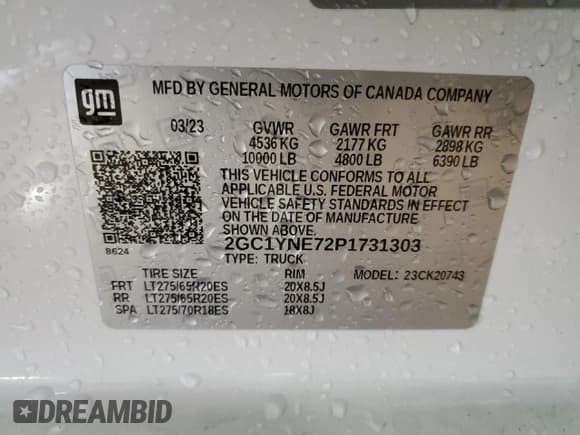 gm
MFD BY GENERAL MOTORS OF CANADA COMPANY
03/23 GVWR GAWR FRT GAWR RR
4536 KG 2177 KG 2898 KG
10000 LB 4800 LB 6390 LB
THIS VEHICLE CONFORMS TO ALL
APPLICABLE U.S. FEDERAL MOTOR
VEHICLE SAFETY STANDARDS IN EFFECT
ON THE DATE OF MANUFACTURE
SHOWN ABOVE.
8624 2GC1YNE72P1731303
TYPE: TRUCK
TIRE SIZE RIM MODEL: 23CK20743
FRT LT275/65R20ES 20X8.5J
RR LT275/65R20ES 20X8.5J
SPA LT275/70R18ES 18X8J
DREAMBID